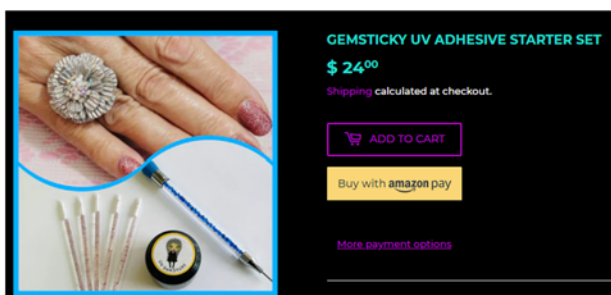 GEMSTICKY UV ADHESIVE STARTER SET
$ 24⁰⁰
Shipping calculated at checkout.
ADD TO CART
Buy with amazon pay
More payment options